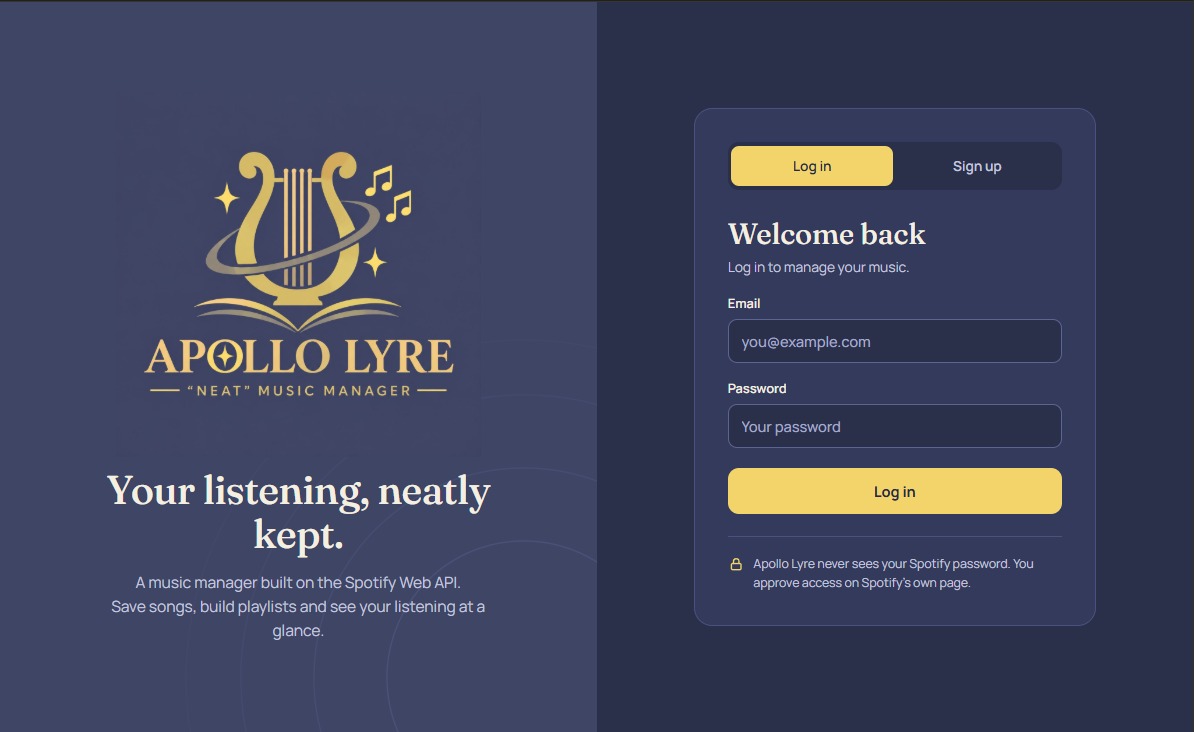 APOLLO LYRE
“NEAT” MUSIC MANAGER
Your listening, neatly
kept.
A music manager built on the Spotify Web API.
Save songs, build playlists and see your listening at a
glance.
Log in
Sign up
Welcome back
Log in to manage your music.
Email
you@example.com
Password
Your password
Log in
Apollo Lyre never sees your Spotify password. You
approve access on Spotify’s own page.